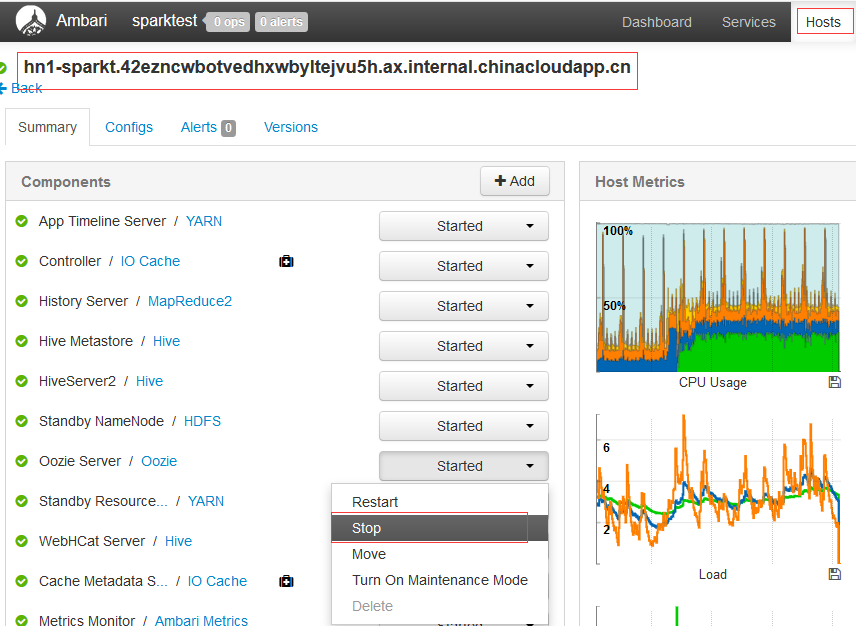 Ambari sparktest 0 ops 0 alerts Dashboard Services Hosts
hn1-sparkt.42ezncwbotvedhxwbyltejvu5h.ax.internal.chinacloudapp.cn
Back
Summary Configs Alerts 0 Versions
Components + Add
App Timeline Server / YARN Started
Controller / IO Cache Started
History Server / MapReduce2 Started
Hive Metastore / Hive Started
HiveServer2 / Hive Started
Standby NameNode / HDFS Started
Oozie Server / Oozie Started
Standby Resource... / YARN
WebHCat Server / Hive
Cache Metadata S... / IO Cache
Metrics Monitor / Ambari Metrics
Restart
Stop
Move
Turn On Maintenance Mode
Delete
Host Metrics
100%
50%
CPU Usage
6
4
2
Load